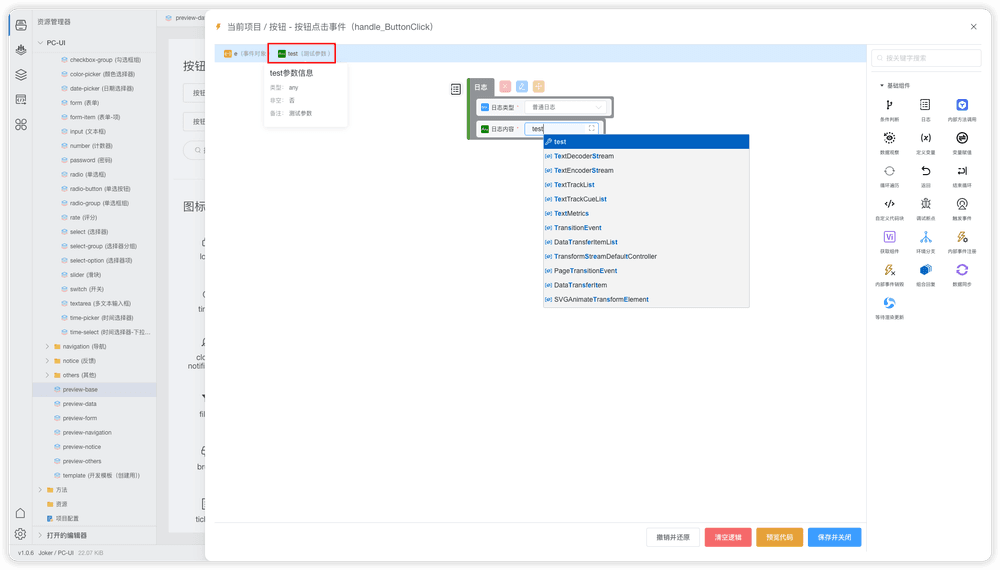 资源管理器
PC-UI
checkbox-group (勾选框组)
color-picker (颜色选择器)
date-picker (日期选择器)
form (表单)
form-item (表单-项)
input (文本框)
number (计数器)
password (密码)
radio (单选框)
radio-button (单选按钮)
radio-group (单选框组)
rate (评分)
select (选择器)
select-group (选择器分组)
select-option (选择器项)
slider (滑块)
switch (开关)
textarea (多文本输入框)
time-picker (时间选择器)
time-select (时间选择器-下拉...
navigation (导航)
notice (反馈)
others (其他)
preview-base
preview-data
preview-form
preview-navigation
preview-notice
preview-others
template (开发模板（创建用）)
方法
资源
项目配置
打开的编辑器
v1.0.6 Joker / PC-UI 22.07 KiB
preview-da
按钮
按钮
按钮
图标
lo
tim
clo
notifi
fil
bro
tick
当前项目 / 按钮 - 按钮点击事件（handle_ButtonClick）
（事件对象
test（测试参数）
test参数信息
类型： any
非空： 否
备注： 测试参数
日志
日志类型 * 普通日志
日志内容 * test
test
TextDecoderStream
TextEncoderStream
TextTrackList
TextTrackCueList
TextMetrics
TransitionEvent
DataTransferItemList
TransformStreamDefaultController
PageTransitionEvent
DataTransferItem
SVGAnimateTransformElement
按关键字搜索
基础组件
条件判断 日志 内部方法调用
数据观察 定义变量 变量赋值
循环遍历 返回 结束循环
自定义代码块 调试断点 触发事件
获取组件 环境分支 内部事件注册
内部事件销毁 组容回显 数据同步
等待渲染更新
撤销并还原 清空逻辑 预览代码 保存并关闭